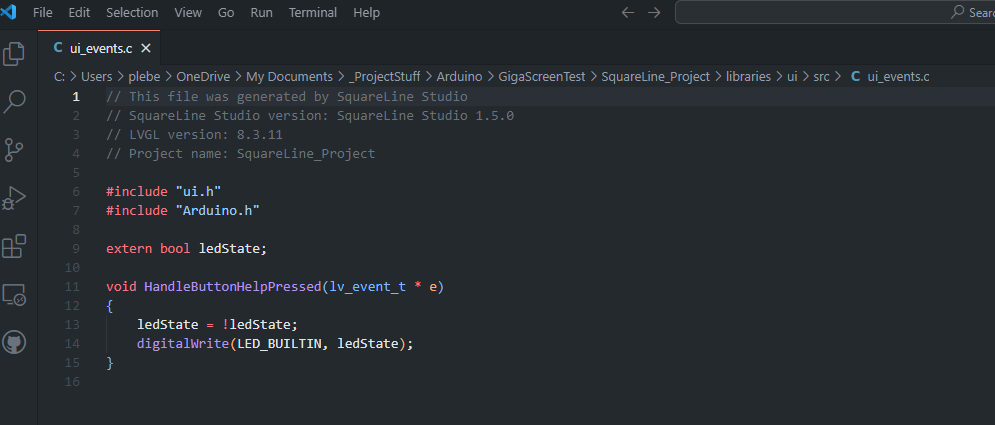 File Edit Selection View Go Run Terminal Help Sear
C ui_events.c ×
C: > Users > plebe > OneDrive > My Documents > _ProjectStuff > Arduino > GigaScreenTest > SquareLine_Project > libraries > ui > src > C ui_events.c
1 // This file was generated by SquareLine Studio
2 // SquareLine Studio version: SquareLine Studio 1.5.0
3 // LVGL version: 8.3.11
4 // Project name: SquareLine_Project
5
6 #include "ui.h"
7 #include "Arduino.h"
8
9 extern bool ledState;
10
11 void HandleButtonHelpPressed(lv_event_t * e)
12 {
13     ledState = !ledState;
14     digitalWrite(LED_BUILTIN, ledState);
15 }
16